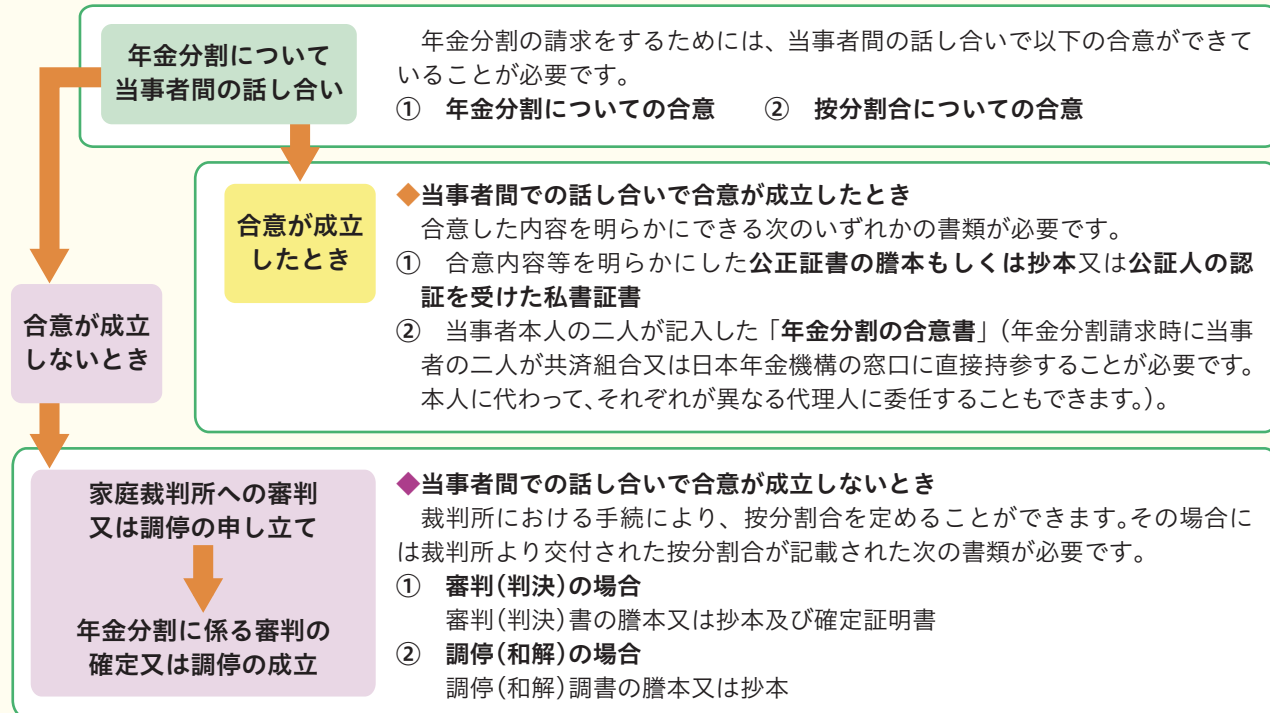 年金分割について
当事者間の話し合い
　年金分割の請求をするためには、当事者間の話し合いで以下の合意ができて
いることが必要です。
①　年金分割についての合意　　②　按分割合についての合意
合意が成立
したとき
◆当事者間での話し合いで合意が成立したとき
　合意した内容を明らかにできる次のいずれかの書類が必要です。
①　合意内容等を明らかにした公正証書の謄本もしくは抄本又は公証人の認
証を受けた私書証書
②　当事者本人の二人が記入した「年金分割の合意書」（年金分割請求時に当事
者の二人が共済組合又は日本年金機構の窓口に直接持参することが必要です。
本人に代わって、それぞれが異なる代理人に委任することもできます。）。
合意が成立
しないとき
家庭裁判所への審判
又は調停の申し立て
年金分割に係る審判の
確定又は調停の成立
◆当事者間での話し合いで合意が成立しないとき
　裁判所における手続により、按分割合を定めることができます。その場合に
は裁判所より交付された按分割合が記載された次の書類が必要です。
①　審判（判決）の場合
審判（判決）書の謄本又は抄本及び確定証明書
②　調停（和解）の場合
調停（和解）調書の謄本又は抄本